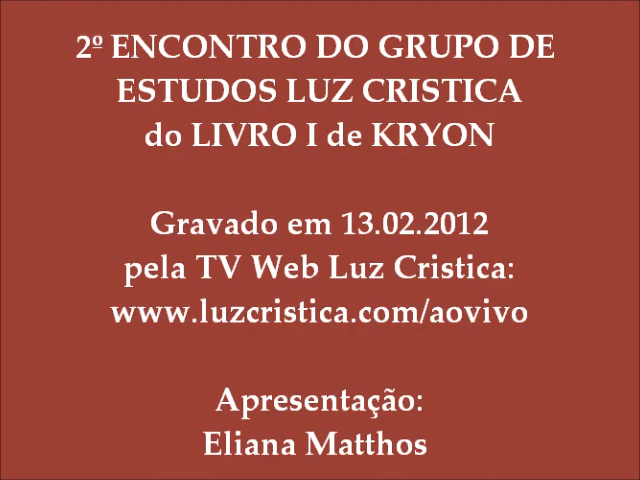 2º ENCONTRO DO GRUPO DE
ESTUDOS LUZ CRISTICA
do LIVRO I de KRYON
Gravado em 13.02.2012
pela TV Web Luz Cristica:
www.luzcristica.com/aovivo
Apresentação:
Eliana Matthos